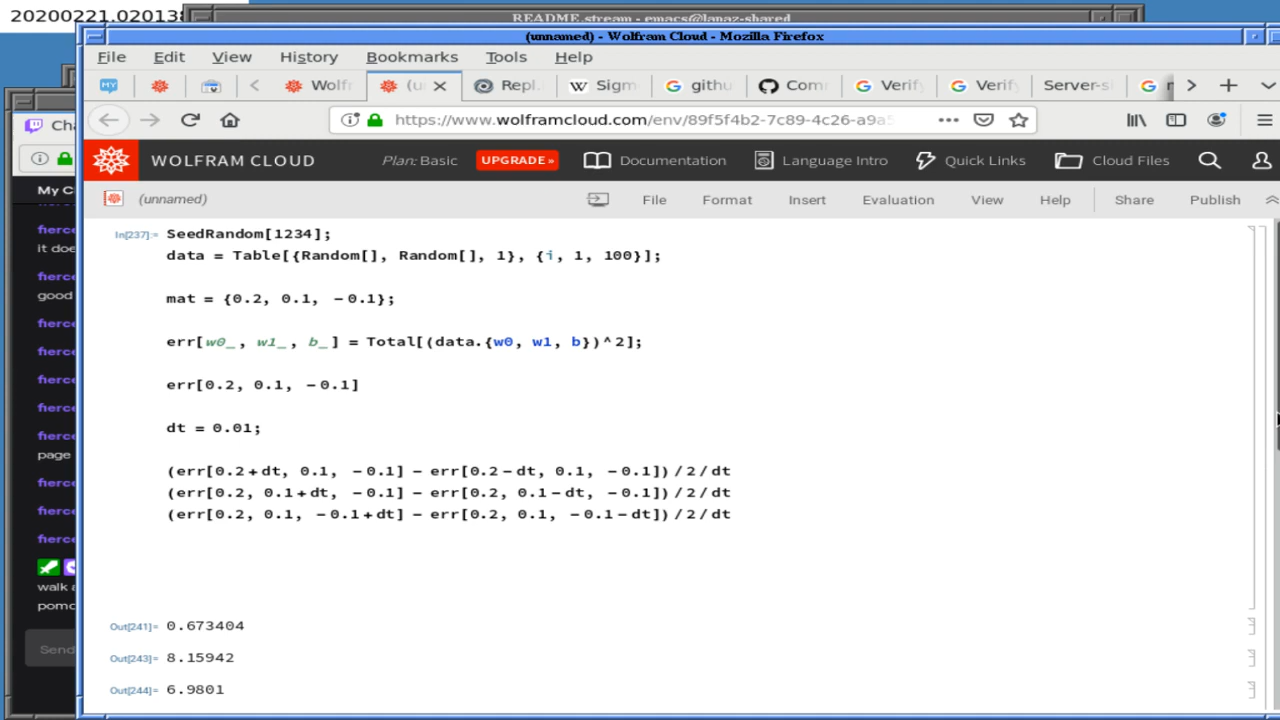 20200221.02013
README.stream - emacs@lanaz-shared
(unnamed) - Wolfram Cloud - Mozilla Firefox
File Edit View History Bookmarks Tools Help
Wolfr (u Repl. W Sigm githu Com Verify Verify Server-s
https://www.wolframcloud.com/env/89f5f4b2-7c89-4c26-a9a5
WOLFRAM CLOUD Plan: Basic UPGRADE » Documentation Language Intro Quick Links Cloud Files
(unnamed) File Format Insert Evaluation View Help Share Publish
In[237]:= SeedRandom[1234];
data = Table[{Random[], Random[], 1}, {i, 1, 100}];
mat = {0.2, 0.1, -0.1};
err[w0_, w1_, b_] = Total[(data.{w0, w1, b})^2];
err[0.2, 0.1, -0.1]
dt = 0.01;
(err[0.2+dt, 0.1, -0.1] - err[0.2-dt, 0.1, -0.1])/2/dt
(err[0.2, 0.1+dt, -0.1] - err[0.2, 0.1-dt, -0.1])/2/dt
(err[0.2, 0.1, -0.1+dt] - err[0.2, 0.1, -0.1-dt])/2/dt
Out[241]= 0.673404
Out[243]= 8.15942
Out[244]= 6.9801
Cha
My C
fierce
it doe
fierce
good
fierce
fierce
fierce
fierce
fierce
page
fierce
fierce
fierce
walk a
pomo
Send